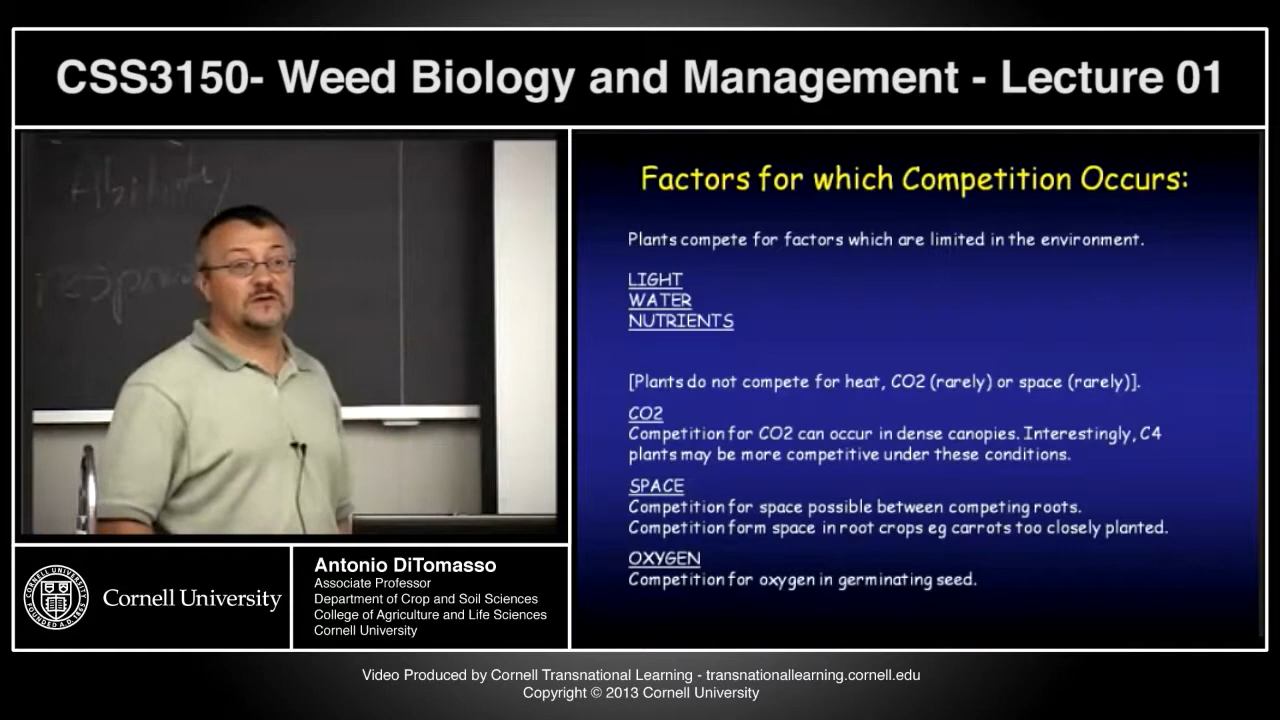 CSS3150- Weed Biology and Management - Lecture 01
Ability
Factors for which Competition Occurs:
Plants compete for factors which are limited in the environment.
LIGHT
WATER
NUTRIENTS
[Plants do not compete for heat, CO2 (rarely) or space (rarely)].
CO2
Competition for CO2 can occur in dense canopies. Interestingly, C4
plants may be more competitive under these conditions.
SPACE
Competition for space possible between competing roots.
Competition form space in root crops eg carrots too closely planted.
OXYGEN
Competition for oxygen in germinating seed.
Cornell University
Antonio DiTomasso
Associate Professor
Department of Crop and Soil Sciences
College of Agriculture and Life Sciences
Cornell University
Video Produced by Cornell Transnational Learning - transnationallearning.cornell.edu
Copyright © 2013 Cornell University